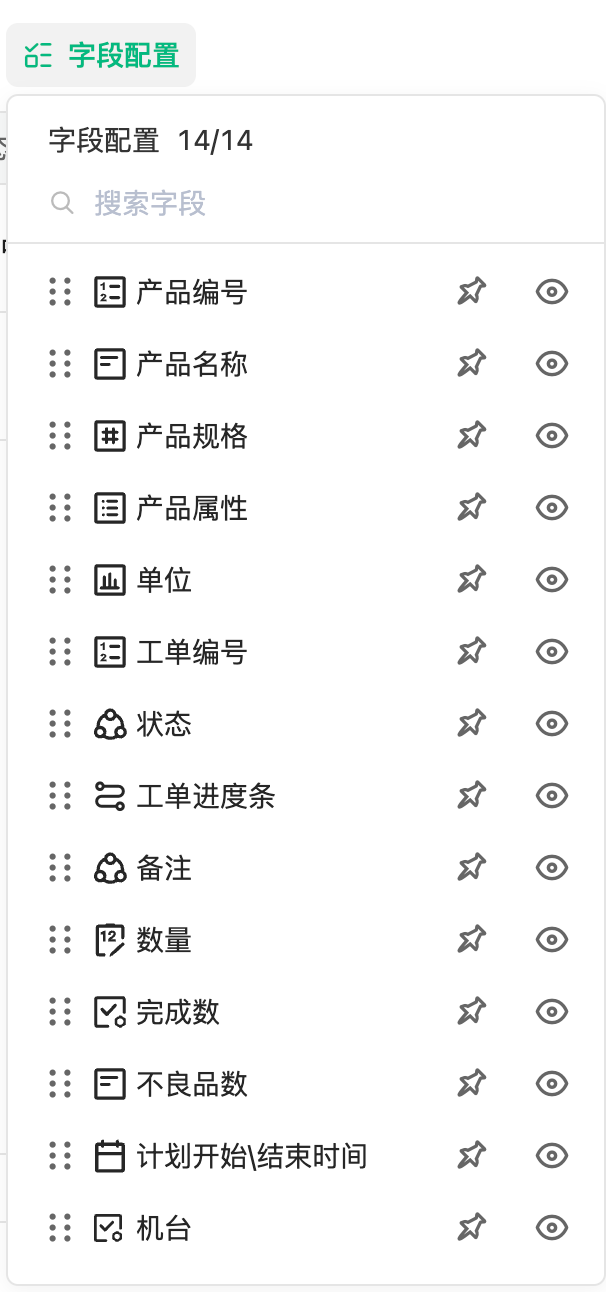 字段配置
字段配置 14/14
搜索字段
产品编号
产品名称
产品规格
产品属性
单位
工单编号
状态
工单进度条
备注
数量
完成数
不良品数
计划开始\结束时间
机台